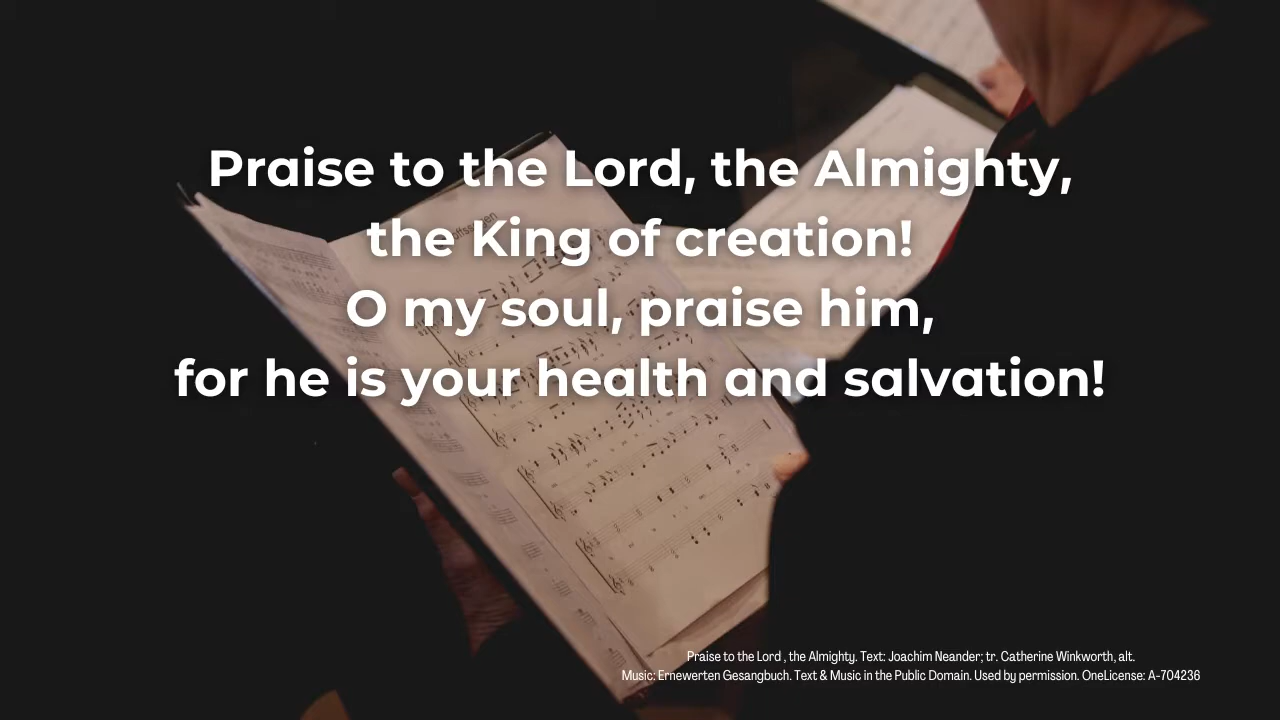 Praise to the Lord, the Almighty,
the King of creation!
O my soul, praise him,
for he is your health and salvation!
Praise to the Lord , the Almighty. Text: Joachim Neander; tr. Catherine Winkworth, alt.
Music: Ernewerten Gesangbuch. Text & Music in the Public Domain. Used by permission. OneLicense: A-704236